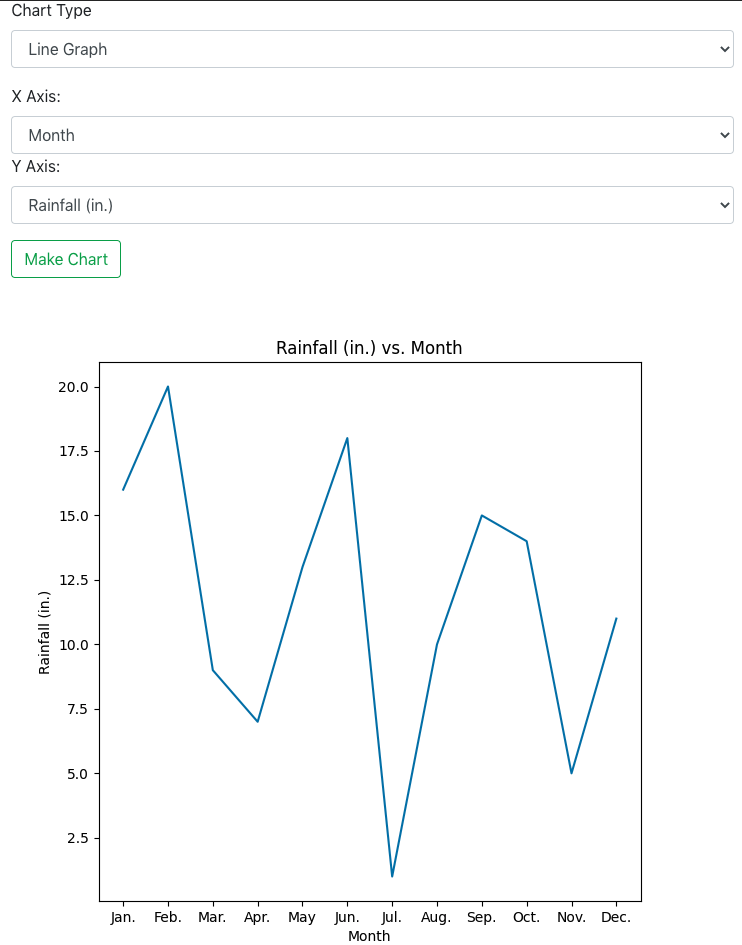 Chart Type
Line Graph
X Axis:
Month
Y Axis:
Rainfall (in.)
Make Chart
Rainfall (in.) vs. Month
20.0
17.5
15.0
12.5
10.0
7.5
5.0
2.5
Rainfall (in.)
Jan. Feb. Mar. Apr. May Jun. Jul. Aug. Sep. Oct. Nov. Dec.
Month